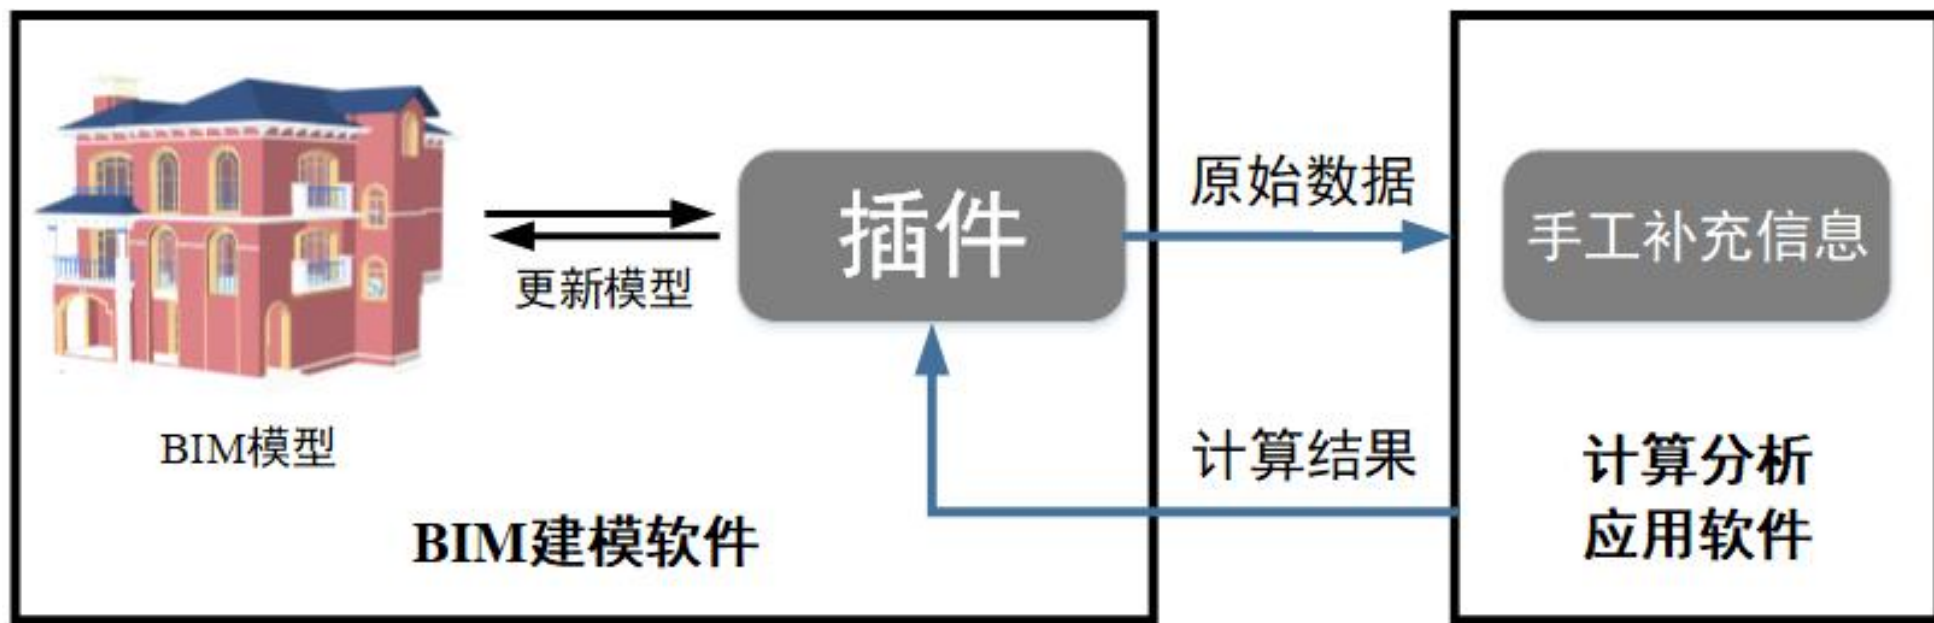 插件
原始数据
手工补充信息
更新模型
BIM模型
计算结果
计算分析
应用软件
BIM建模软件